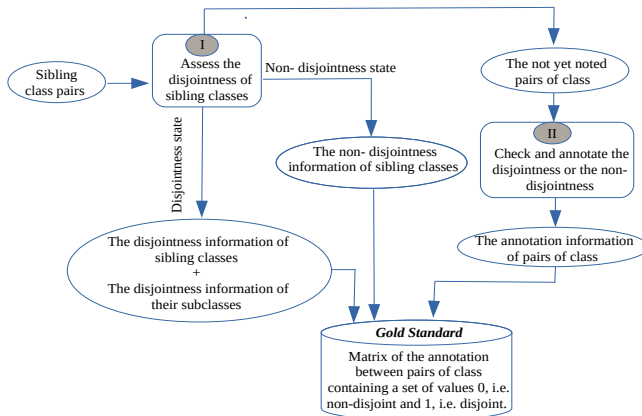 I
Assess the
disjointness of
sibling classes
Sibling
class pairs
Non- disjointness state
The not yet noted
pairs of class
II
Check and annotate the
disjointness or the non-
disjointness
Disjointness state
The non- disjointness
information of sibling classes
The disjointness information of
sibling classes
+
The disjointness information of
their subclasses
The annotation information
of pairs of class
Gold Standard
Matrix of the annotation
between pairs of class
containing a set of values 0, i.e.
non-disjoint and 1, i.e. disjoint.